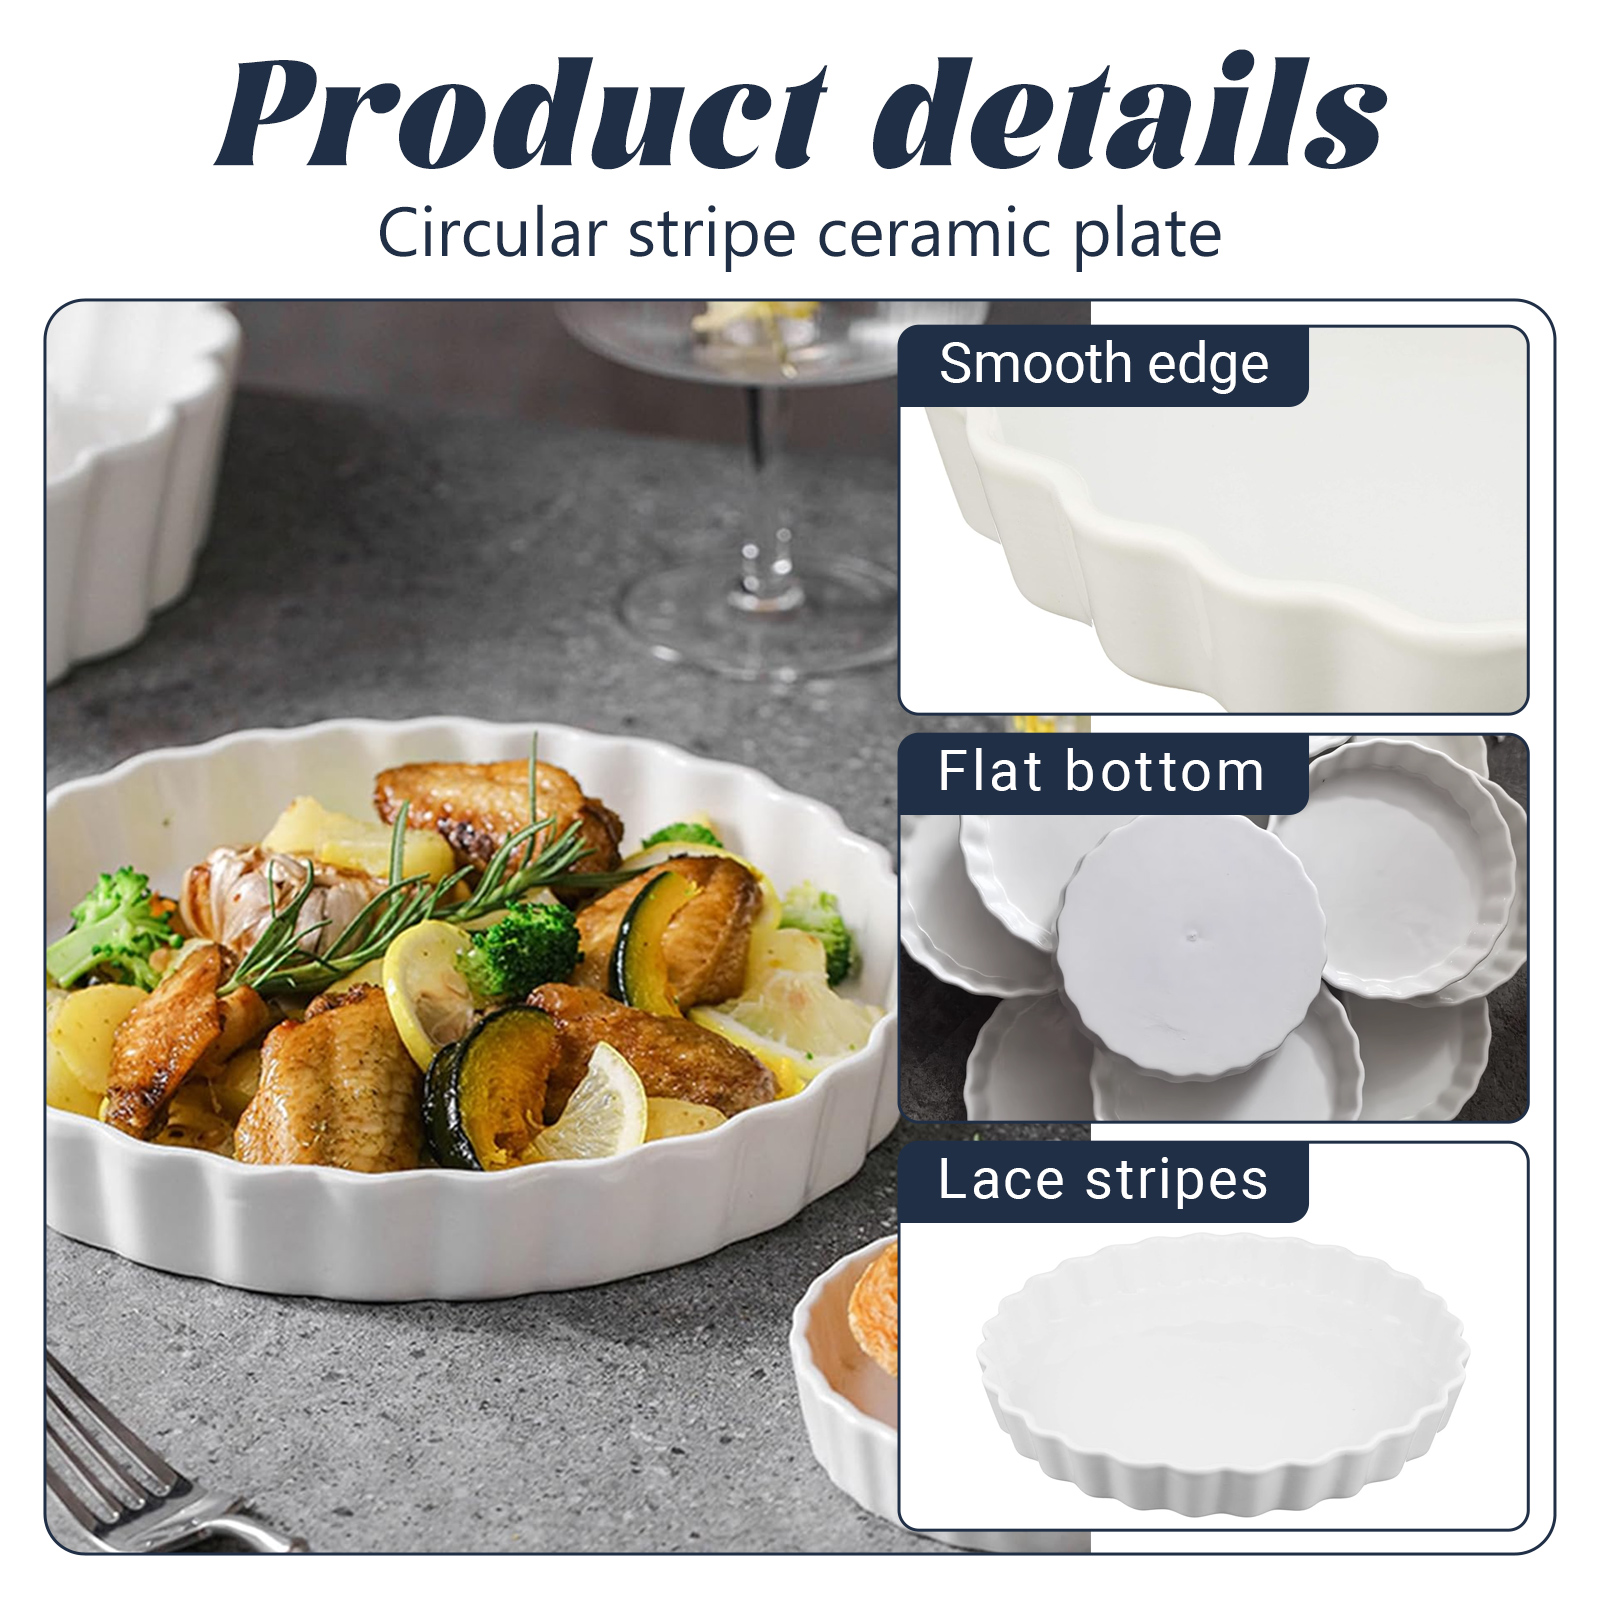 Product details
Circular stripe ceramic plate
Smooth edge
Flat bottom
Lace stripes